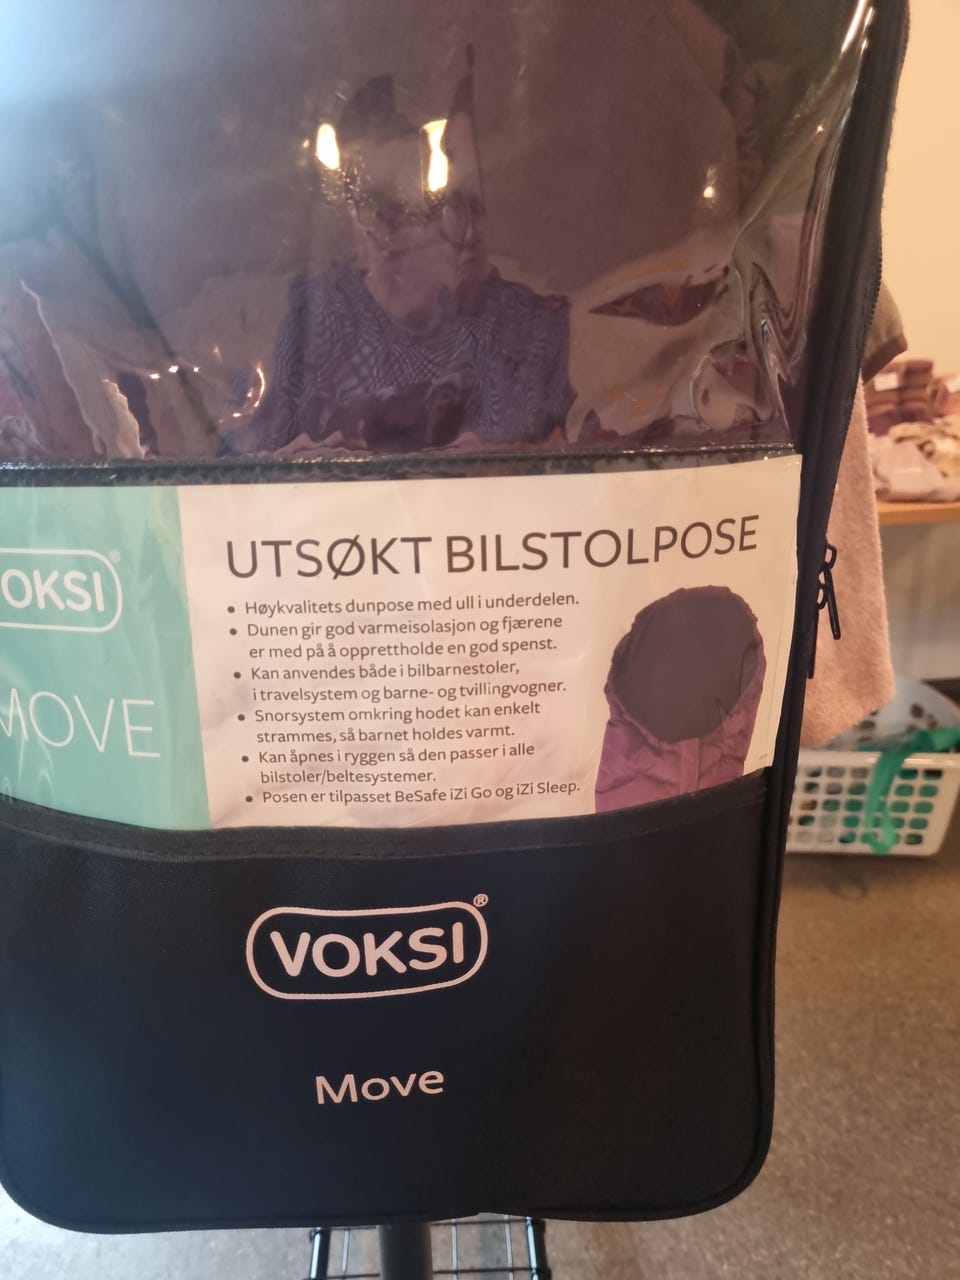 OKSI®
MOVE
UTSØKT BILSTOLPOSE
• Høykvalitets dunpose med ull i underdelen.
• Dunen gir god varmeisolasjon og fjærene
er med på å opprettholde en god spenst.
• Kan anvendes både i bilbarnestoler,
i travelsystem og barne- og tvillingvogner.
• Snorsystem omkring hodet kan enkelt
strammes, så barnet holdes varmt.
• Kan åpnes i ryggen så den passer i alle
bilstoler/beltesystemer.
• Posen er tilpasset BeSafe iZi Go og iZi Sleep.
VOKSI®
Move